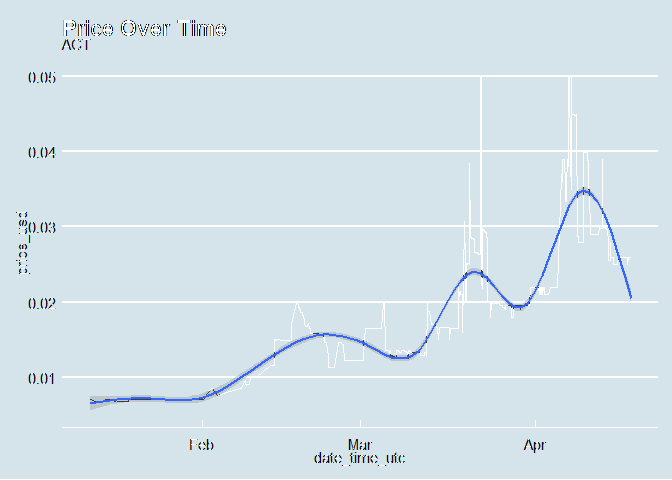 Price Over Time
ACT
0.05
0.04
0.03
0.02
0.01
price_usd
Feb
Mar
Apr
date_time_utc